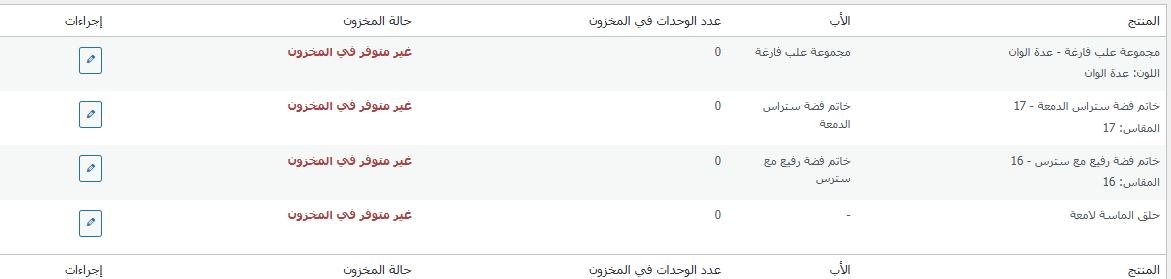 المنتج الأب عدد الوحدات في المخزون حالة المخزون إجراءات
مجموعة علب فارغة - عدة الوان مجموعة علب فارغة 0 غير متوفر في المخزون
اللون: عدة الوان
خاتم فضة ستراس الدمعة - 17 خاتم فضة ستراس 0 غير متوفر في المخزون
المقاس: 17 الدمعة
خاتم فضة رفيع مع سترس - 16 خاتم فضة رفيع مع 0 غير متوفر في المخزون
المقاس: 16 سترس
حلق الماسة لامعة - 0 غير متوفر في المخزون
المنتج الأب عدد الوحدات في المخزون حالة المخزون إجراءات